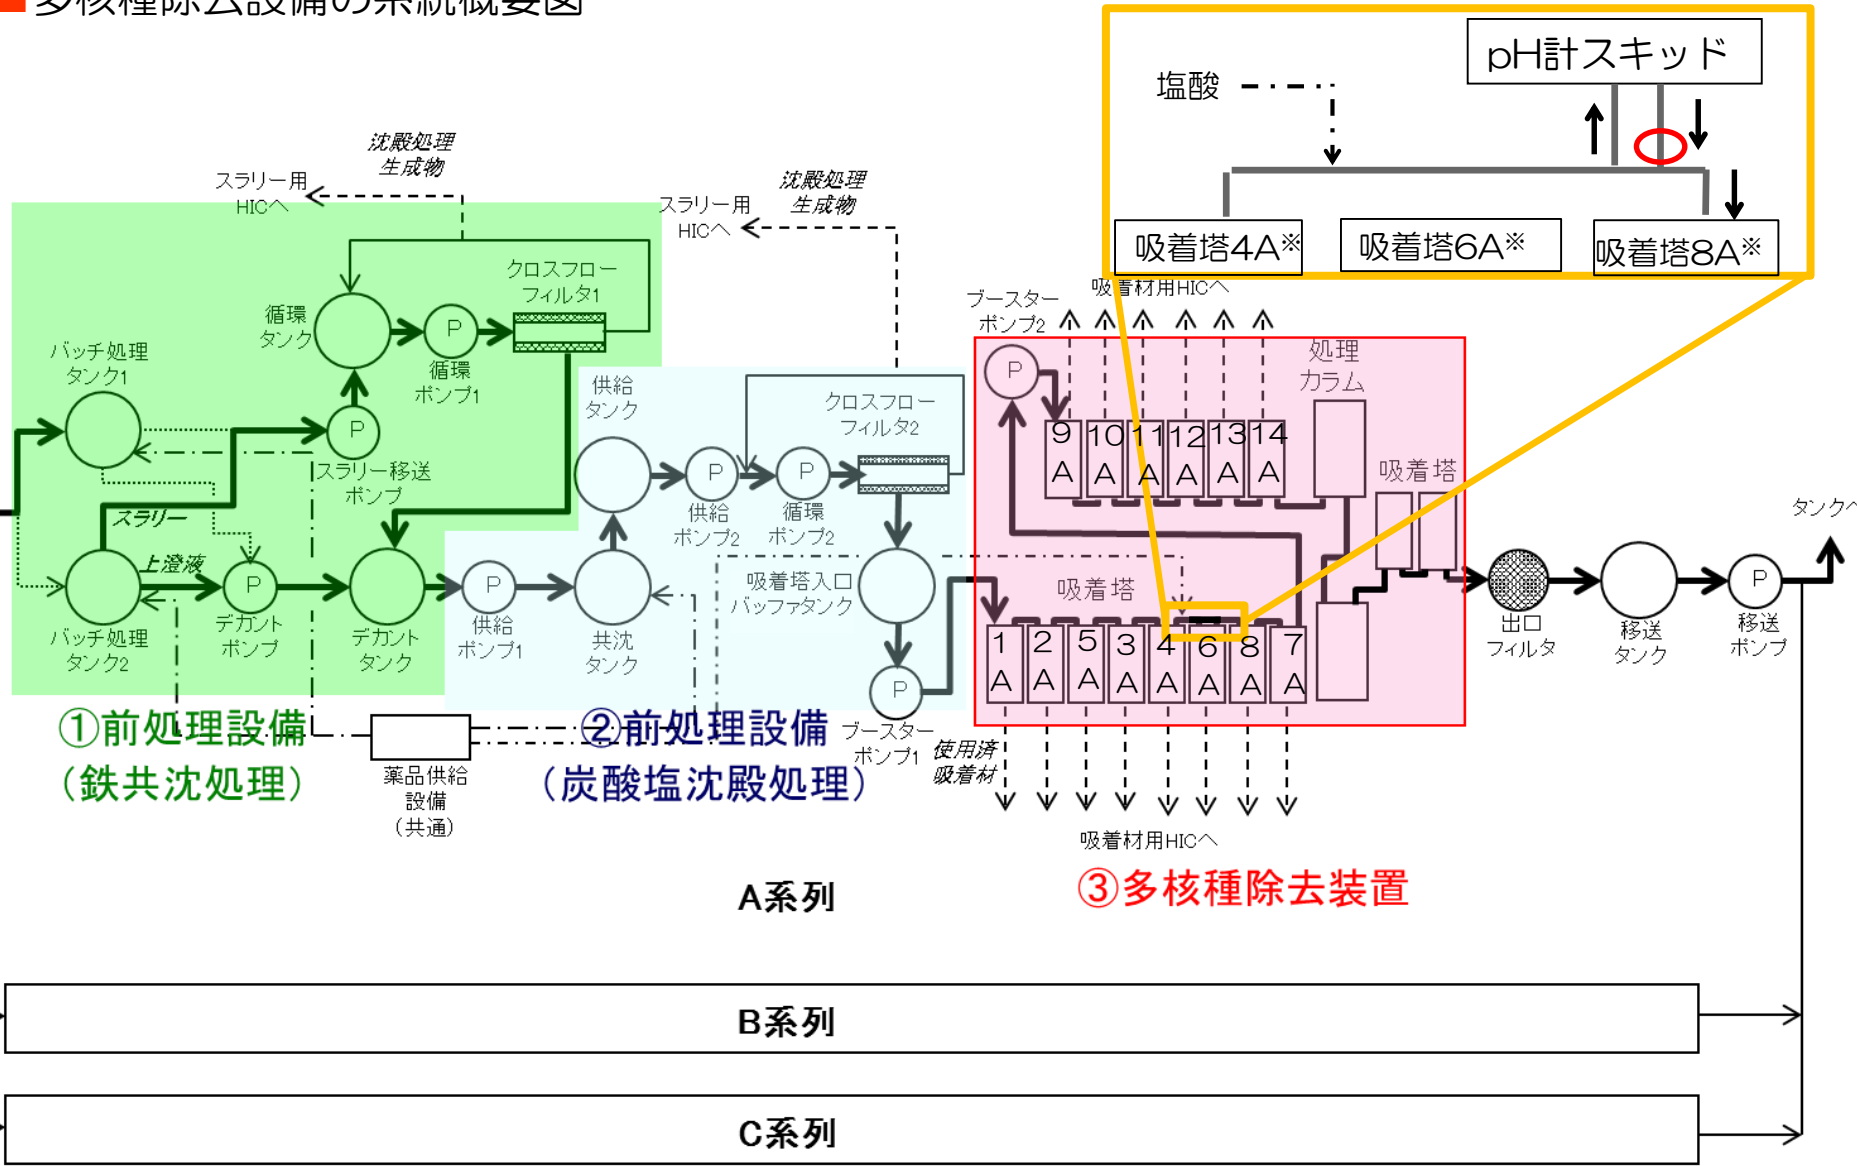 ■多核種除去設備の系統概要図
pH計スキッド
塩酸
吸着塔4A※
吸着塔6A※
吸着塔8A※
沈殿処理
生成物
スラリー用
HICへ
沈殿処理
生成物
スラリー用
HICへ
クロスフロー
フィルタ1
循環
タンク
P
循環
ポンプ1
バッチ処理
タンク1
P
スラリー移送
ポンプ
スラリー
上澄液
バッチ処理
タンク2
P
デカント
ポンプ
デカント
タンク
供給
タンク
クロスフロー
フィルタ2
P
供給
ポンプ2
P
循環
ポンプ2
P
供給
ポンプ1
共沈
タンク
吸着塔入口
バッファタンク
P
ブースター
ポンプ1
ブースター
ポンプ2
吸着材用HICへ
P
処理
カラム
9A
10A
11A
12A
13A
14A
吸着塔
吸着塔
1A
2A
5A
3A
4A
6A
8A
7A
使用済
吸着材
吸着材用HICへ
出口
フィルタ
移送
タンク
P
移送
ポンプ
タンクへ
①前処理設備
（鉄共沈処理）
薬品供給
設備
（共通）
②前処理設備
（炭酸塩沈殿処理）
③多核種除去装置
A系列
B系列
C系列